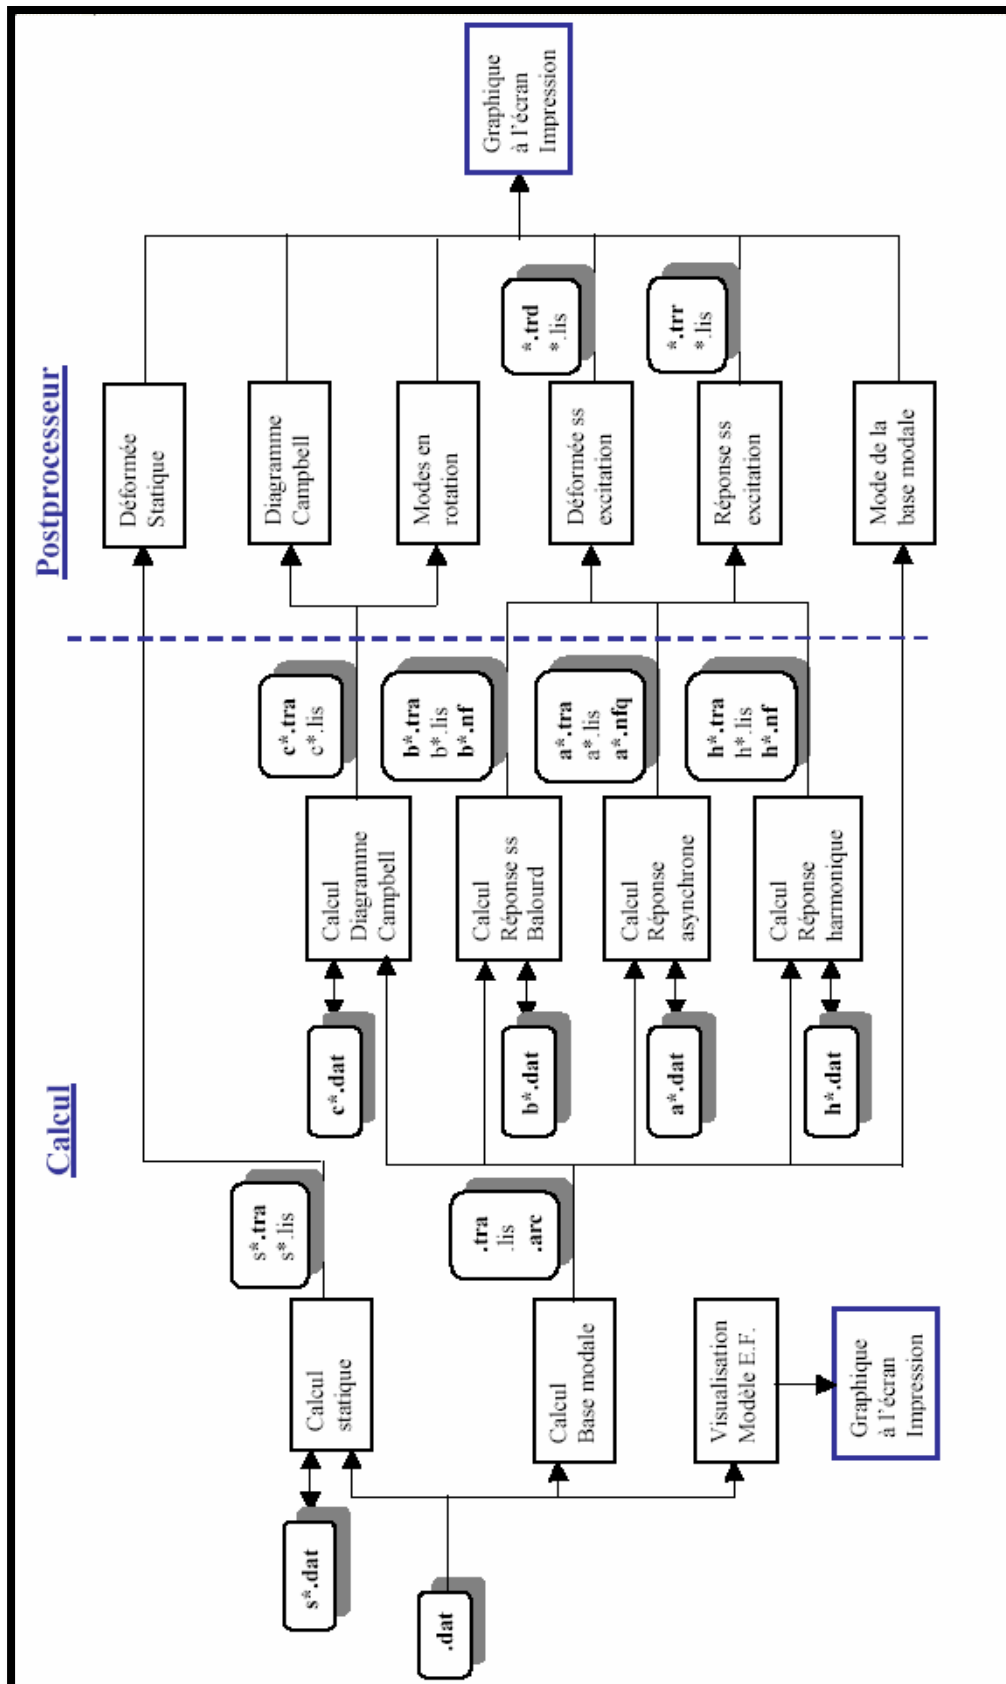 Calcul
Postprocesseur
s*.dat
.dat
Calcul
statique
Calcul
Base modale
Visualisation
Modèle E.F.
Graphique
à l'écran
Impression
s*.tra
s*.lis
.tra
.lis
.arc
c*.dat
b*.dat
a*.dat
h*.dat
Calcul
Diagramme
Campbell
Calcul
Réponse ss
Balourd
Calcul
Réponse
asynchrone
Calcul
Réponse
harmonique
c*.tra
c*.lis
b*.tra
b*.lis
b*.nf
a*.tra
a*.lis
a*.nfq
h*.tra
h*.lis
h*.nf
Déformée
Statique
Diagramme
Campbell
Modes en
rotation
Déformée ss
excitation
Réponse ss
excitation
Mode de la
base modale
*.trd
*.lis
*.trr
*.lis
Graphique
à l'écran
Impression